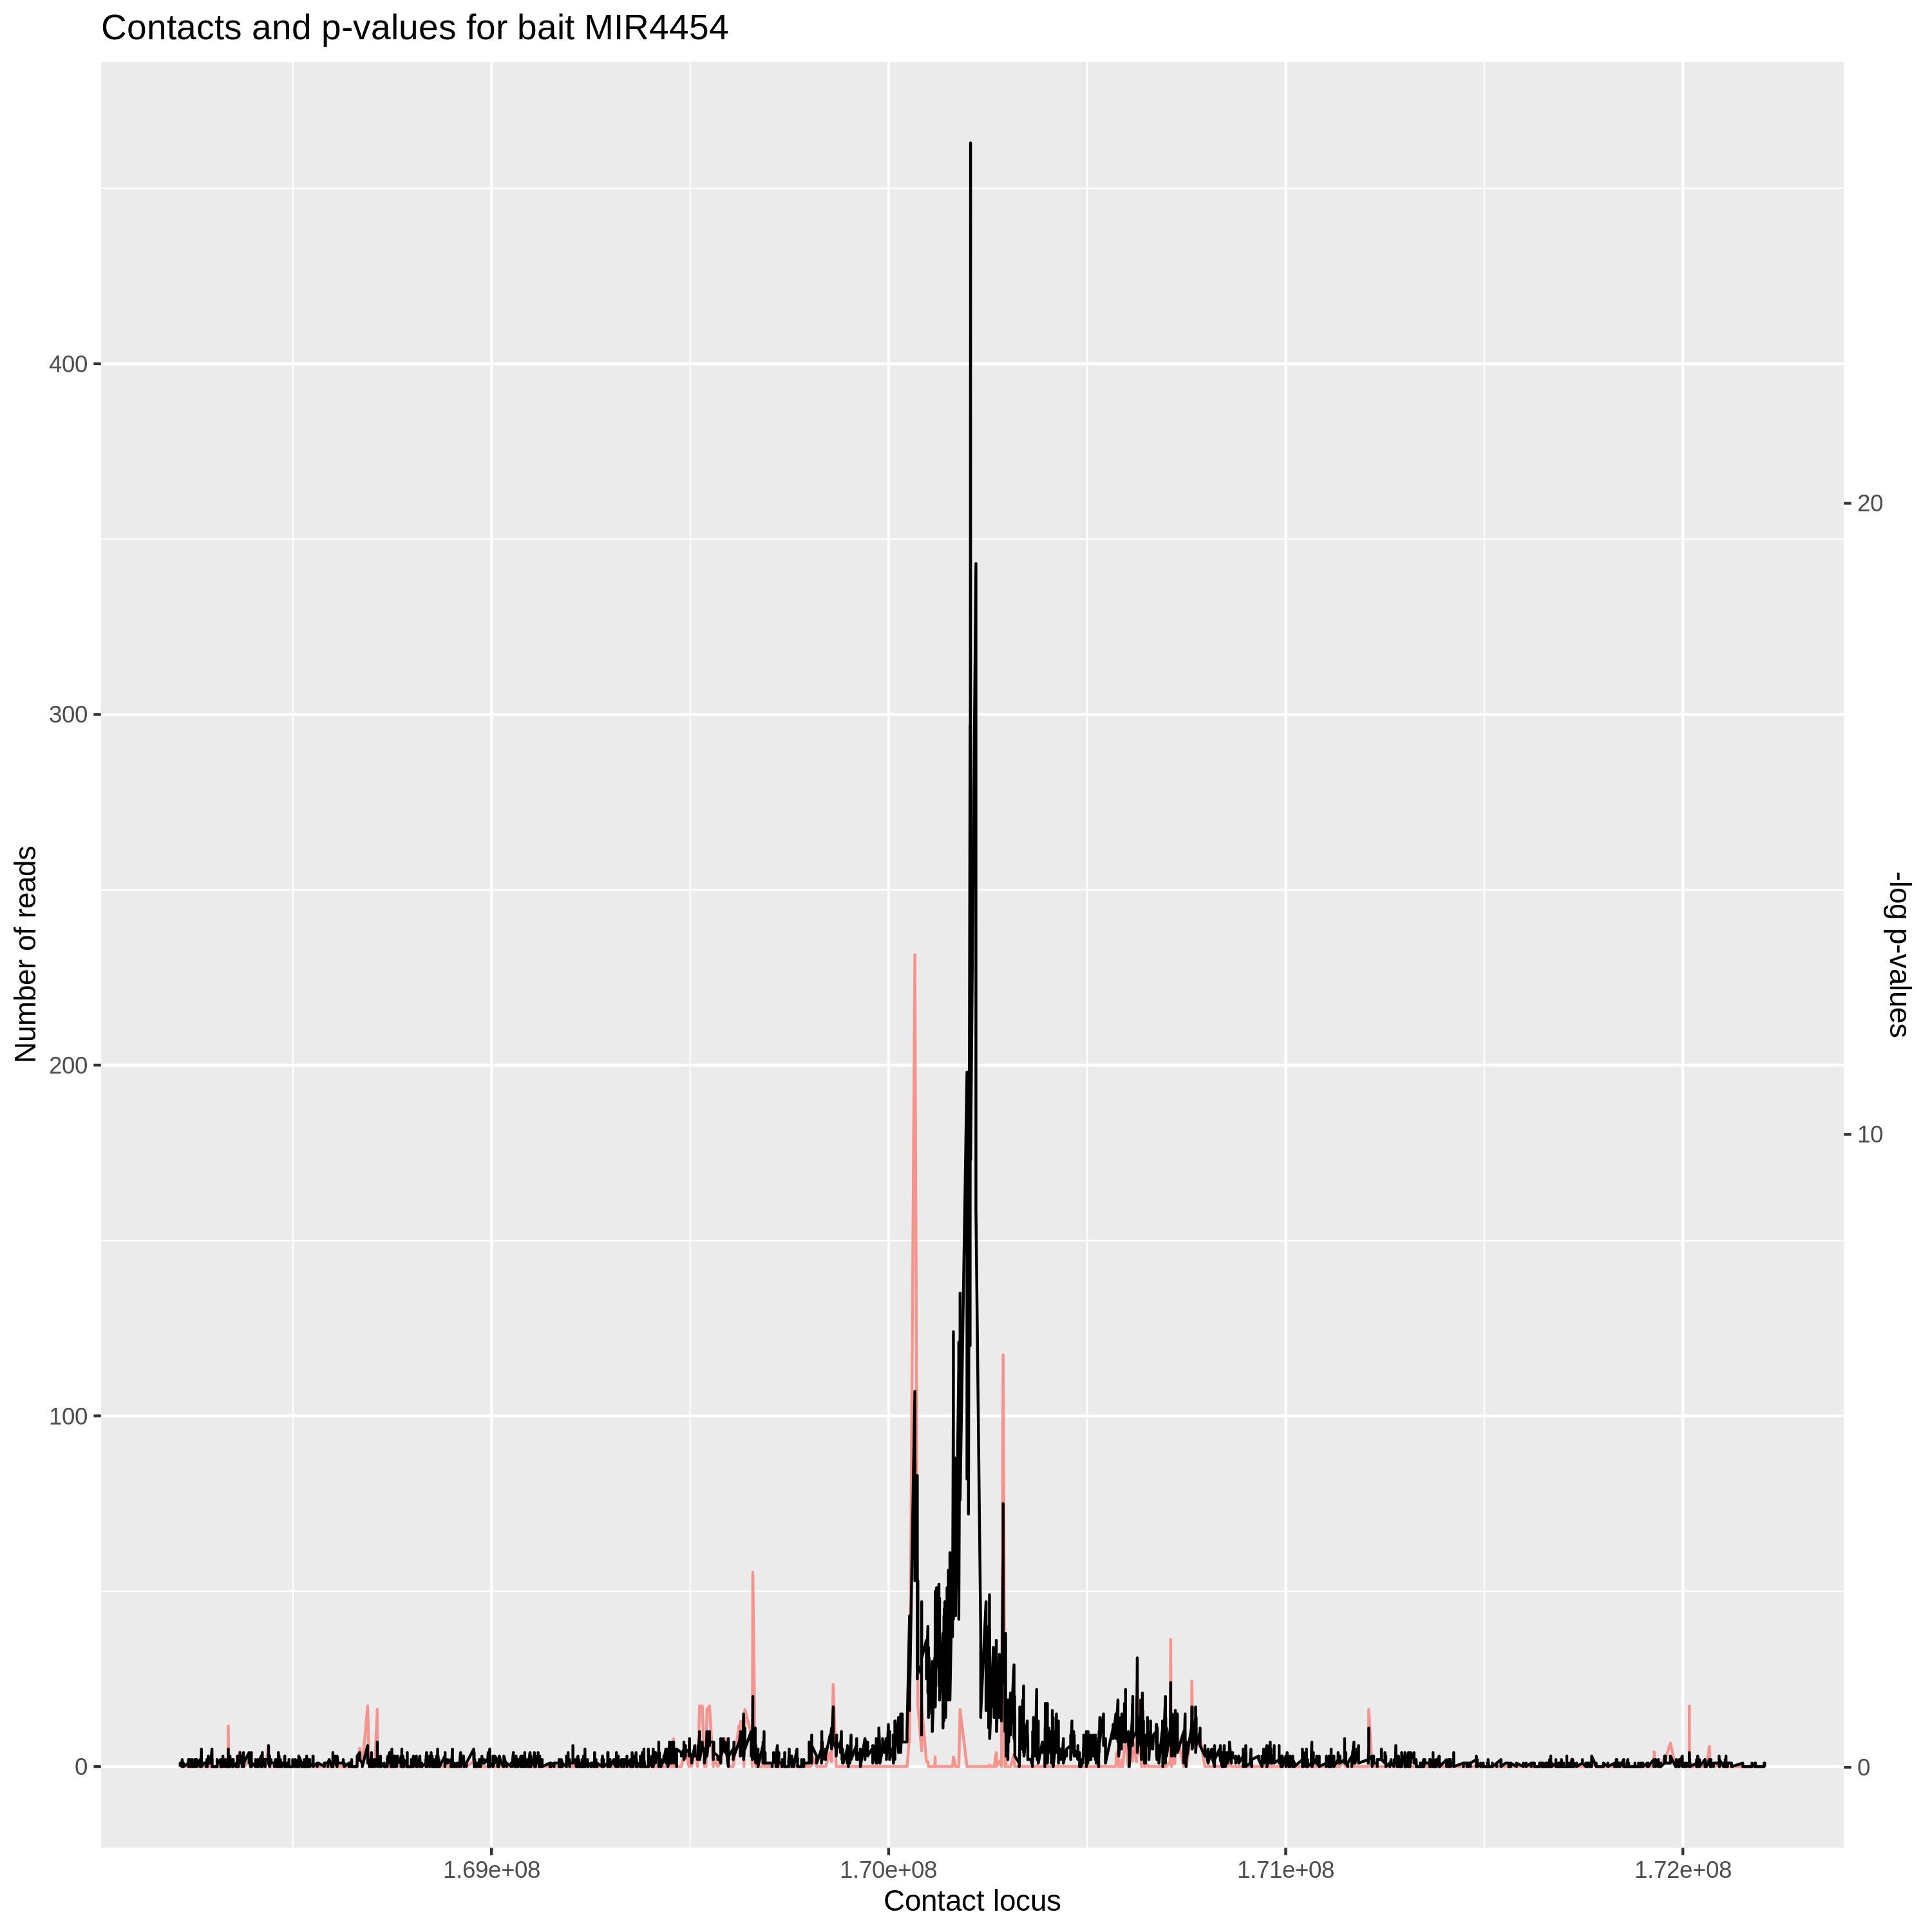 Contacts and p-values for bait MIR4454
Number of reads
400
300
200
100
0
20
10
0
-log p-values
1.69e+08
1.70e+08
1.71e+08
1.72e+08
Contact locus